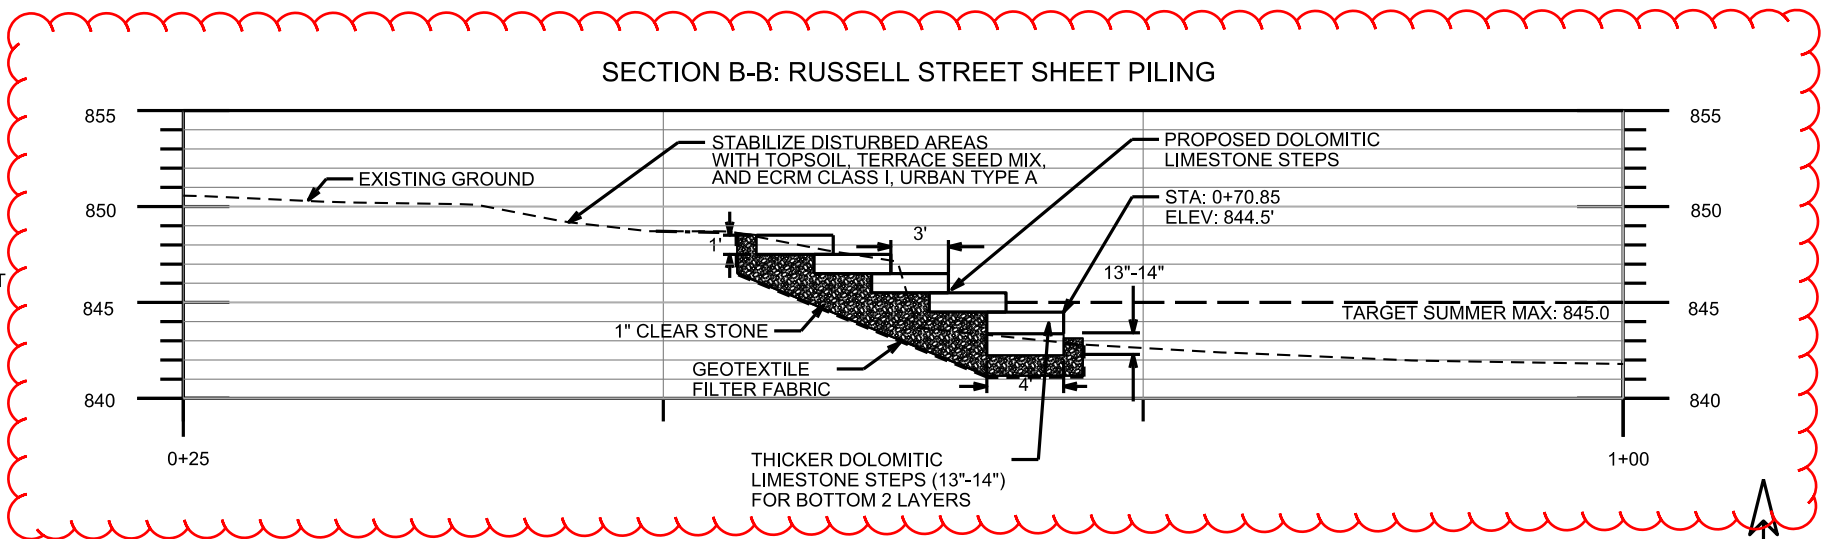 SECTION B-B: RUSSELL STREET SHEET PILING
855
855
STABILIZE DISTURBED AREAS
WITH TOPSOIL, TERRACE SEED MIX,
AND ECRM CLASS I, URBAN TYPE A
PROPOSED DOLOMITIC
LIMESTONE STEPS
EXISTING GROUND
STA: 0+70.85
ELEV: 844.5'
850
850
3'
1'
13"-14"
T
845
845
TARGET SUMMER MAX: 845.0
1" CLEAR STONE
GEOTEXTILE
FILTER FABRIC
4'
840
840
0+25
1+00
THICKER DOLOMITIC
LIMESTONE STEPS (13"-14")
FOR BOTTOM 2 LAYERS